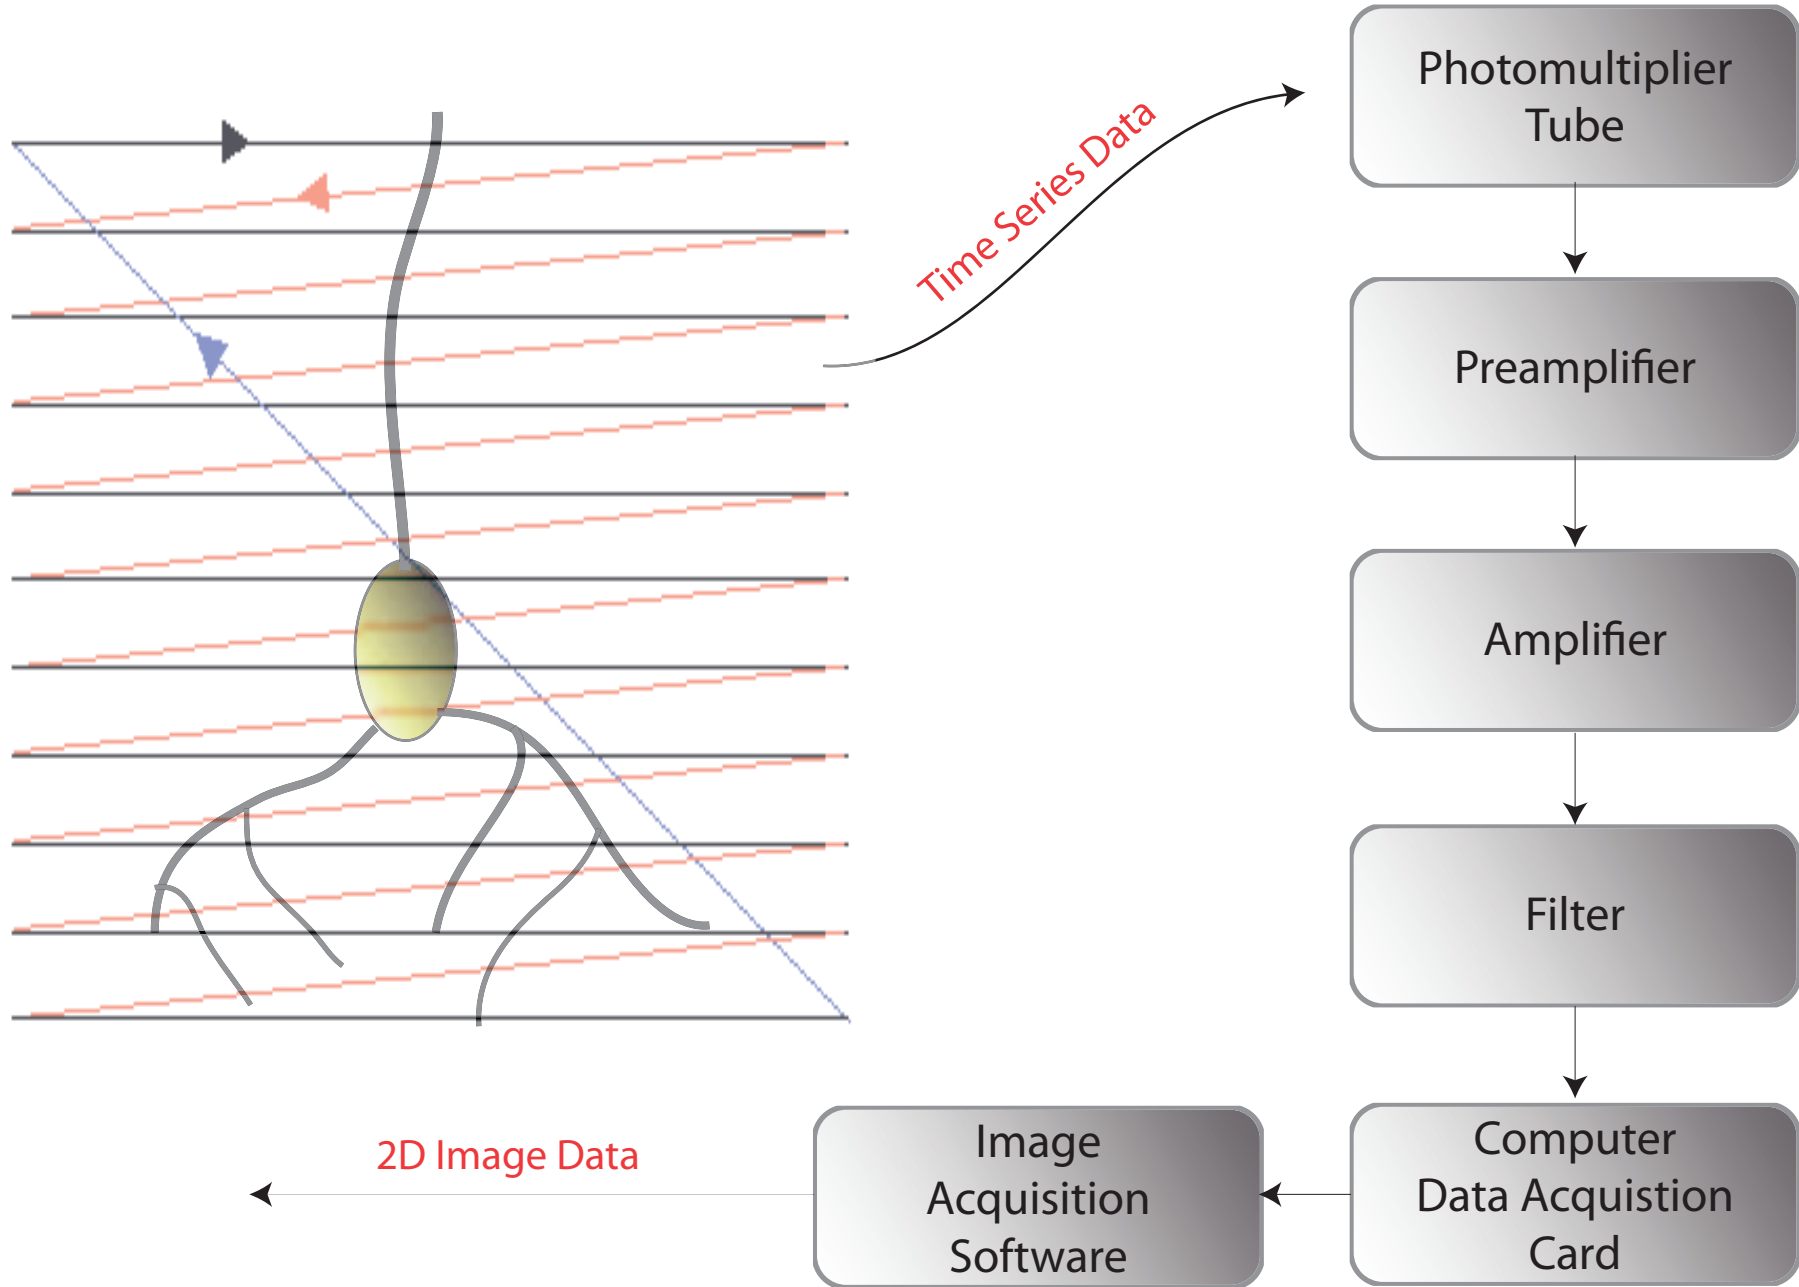 Photomultiplier
Tube
Time Series Data
Preamplifier
Amplifier
Filter
Computer
Data Acquistion
Card
Image
Acquisition
Software
2D Image Data